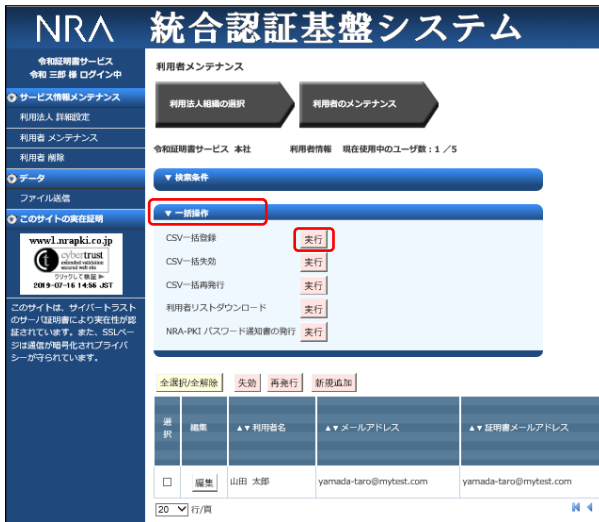 NRA 統合認証基盤システム
令和証明書サービス
令和 三郎 様 ログイン中
サービス情報メンテナンス
利用法人 詳細設定
利用者 メンテナンス
利用者 削除
データ
ファイル送信
このサイトの実在証明
www1.nrapki.co.jp
cybertrust
extended validation
secured web site
クリックして検証
2019-07-16 14:56 JST
このサイトは、サイバートラスト
のサーバ証明書により実在性が認
証されています。また、SSLペー
ジは通信が暗号化されプライバ
シーが守られています。
利用者メンテナンス
利用法人組織の選択
利用者のメンテナンス
令和証明書サービス 本社 利用者情報 現在使用中のユーザ数：1／5
▼ 検索条件
▼ 一括操作
CSV一括登録 実行
CSV一括失効 実行
CSV一括再発行 実行
利用者リストダウンロード 実行
NRA-PKI パスワード通知書の発行 実行
全選択/全解除 失効 再発行 新規追加
選択 編集 ▲▼利用者名 ▲▼メールアドレス ▲▼証明書メールアドレス
編集 山田 太郎 yamada-taro@mytest.com yamada-taro@mytest.com
20 行/頁